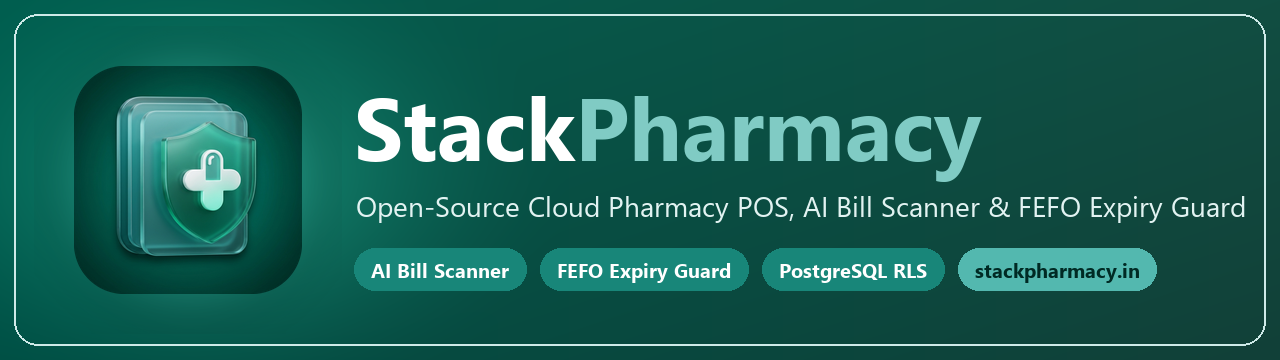 StackPharmacy
Open-Source Cloud Pharmacy POS, AI Bill Scanner & FEFO Expiry Guard
AI Bill Scanner FEFO Expiry Guard PostgreSQL RLS stackpharmacy.in